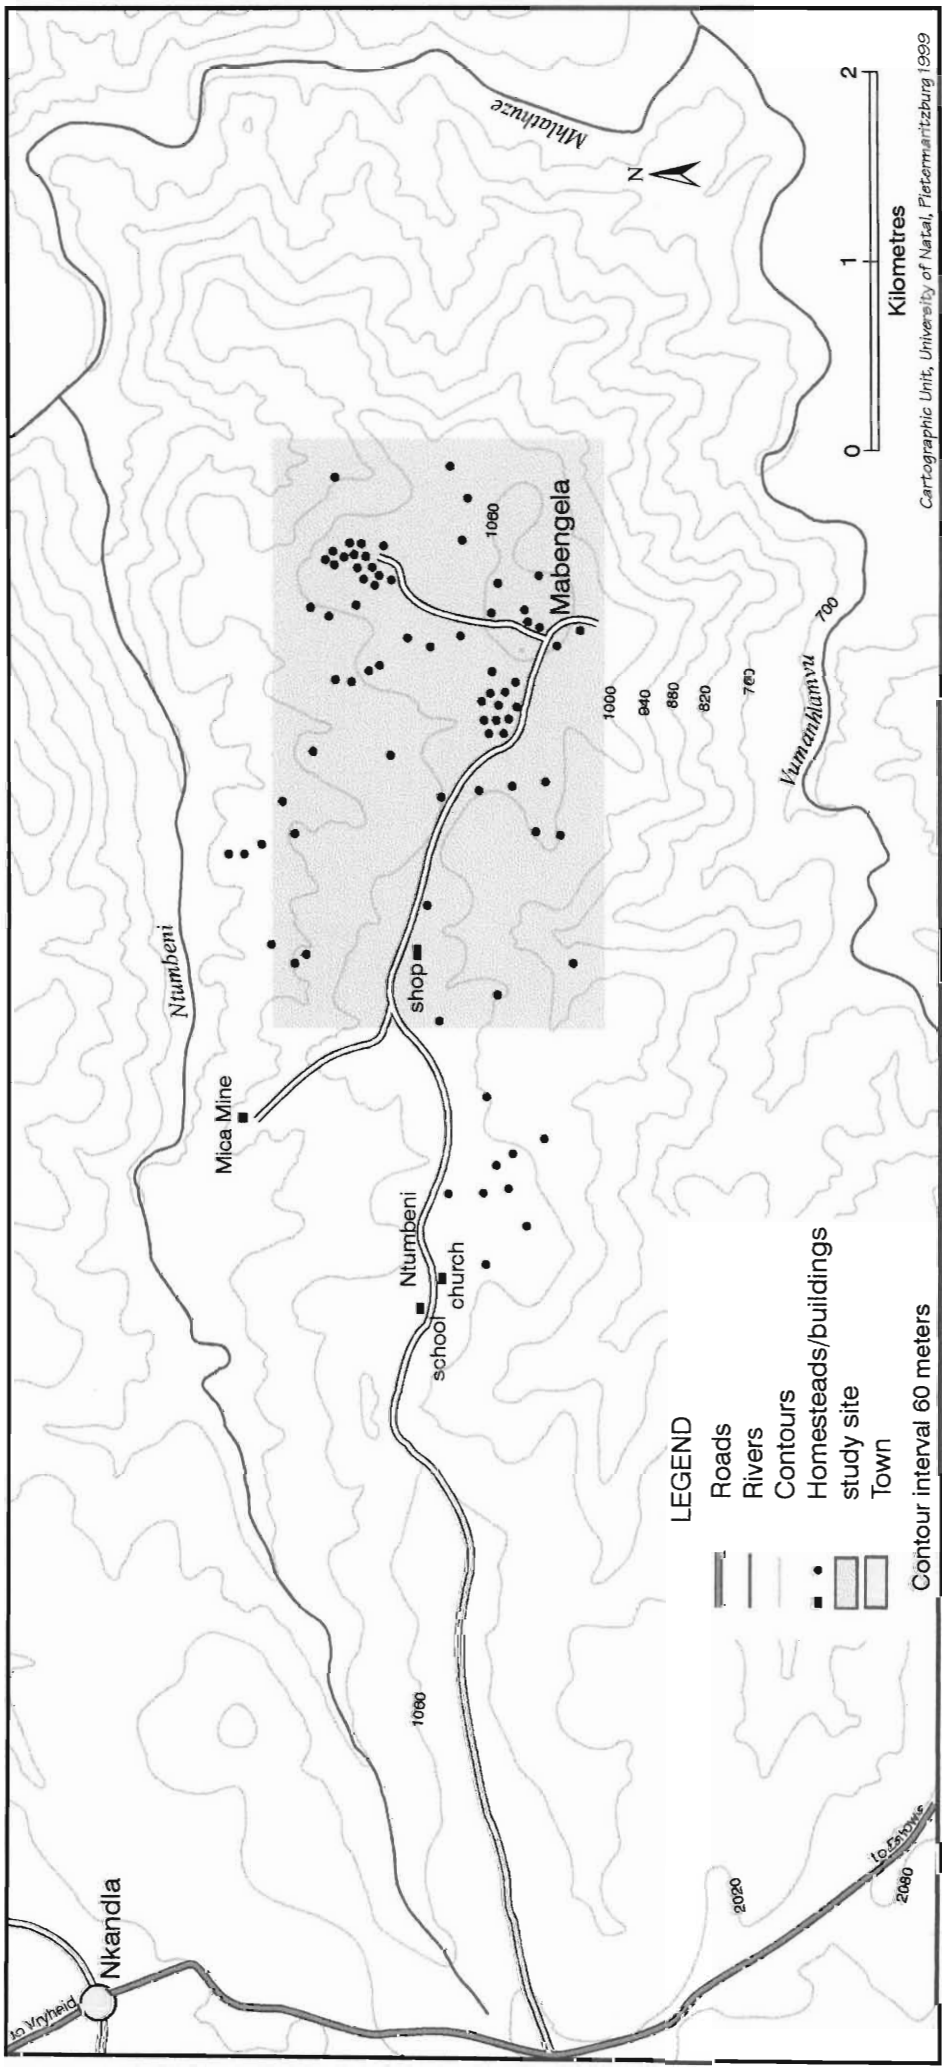 to Vryheid
Nkandla
Ntumbeni
Mica Mine
Mhlathuze
N
1060
Ntumbeni
school
church
shop
1060
Mabengela
1000
940
880
820
760
700
Vumanhlamvu
2020
2080
to Eshowe
LEGEND
Roads
Rivers
Contours
Homesteads/buildings
study site
Town
Contour interval 60 meters
0 1 2
Kilometres
Cartographic Unit, University of Natal, Pietermaritzburg 1999